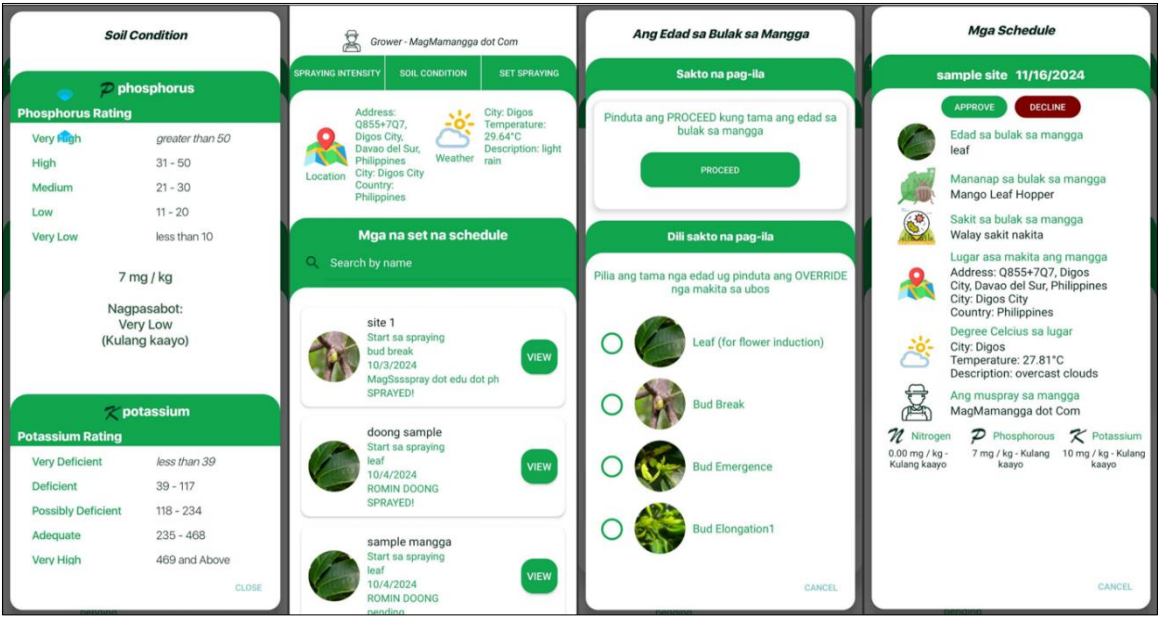 Soil Condition
P phosphorus
Phosphorus Rating
Very High greater than 50
High 31 - 50
Medium 21 - 30
Low 11 - 20
Very Low less than 10
7 mg / kg
Nagpasabot:
Very Low
(Kulang kaayo)
K potassium
Potassium Rating
Very Deficient less than 39
Deficient 39 - 117
Possibly Deficient 118 - 234
Adequate 235 - 468
Very High 469 and Above
CLOSE
pending
Grower - MagMamangga dot Com
SPRAYING INTENSITY SOIL CONDITION SET SPRAYING
Address:
Q855+7Q7,
Digos City,
Davao del Sur,
Philippines
City: Digos City
Country:
Philippines
Location
City: Digos
Temperature:
29.64°C
Description: light
rain
Weather
Mga na set na schedule
Search by name
site 1
Start sa spraying
bud break
10/3/2024
MagSssspray dot edu dot ph
SPRAYED!
VIEW
doong sample
Start sa spraying
leaf
10/4/2024
ROMIN DOONG
SPRAYED!
VIEW
sample mangga
Start sa spraying
leaf
10/4/2024
ROMIN DOONG
pending
VIEW
Ang Edad sa Bulak sa Mangga
Sakto na pag-ila
Pinduta ang PROCEED kung tama ang edad sa
bulak sa mangga
PROCEED
Dili sakto na pag-ila
Pilia ang tama nga edad ug pinduta ang OVERRIDE
nga makita sa ubos
Leaf (for flower induction)
Bud Break
Bud Emergence
Bud Elongation1
CANCEL
pending
Mga Schedule
sample site 11/16/2024
APPROVE DECLINE
Edad sa bulak sa mangga
leaf
Mananap sa bulak sa mangga
Mango Leaf Hopper
Sakit sa bulak sa mangga
Walay sakit nakita
Lugar asa makita ang mangga
Address: Q855+7Q7, Digos
City, Davao del Sur, Philippines
City: Digos City
Country: Philippines
Degree Celcius sa lugar
City: Digos
Temperature: 27.81°C
Description: overcast clouds
Ang muspray sa mangga
MagMamangga dot Com
N Nitrogen P Phosphorous K Potassium
0.00 mg / kg - 7 mg / kg - Kulang 10 mg / kg - Kulang
Kulang kaayo kaayo kaayo
CANCEL
pending